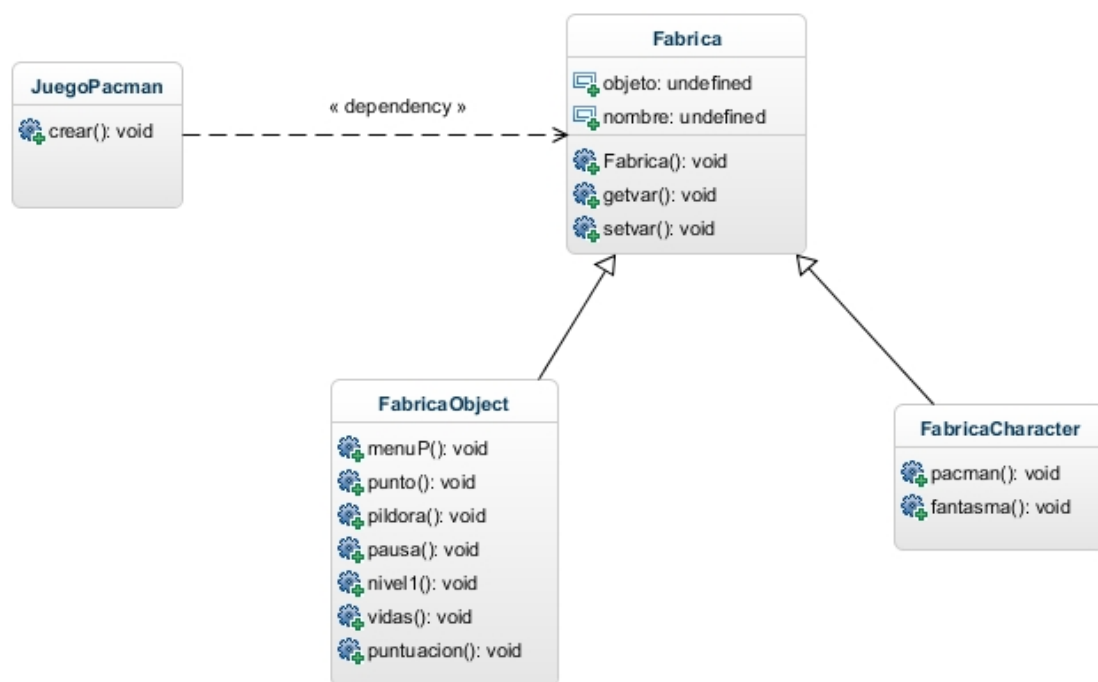 JuegoPacman
crear(): void
« dependency »
Fabrica
objeto: undefined
nombre: undefined
Fabrica(): void
getvar(): void
setvar(): void
FabricaObject
menuP(): void
punto(): void
pildora(): void
pausa(): void
nivel1(): void
vidas(): void
puntuacion(): void
FabricaCharacter
pacman(): void
fantasma(): void